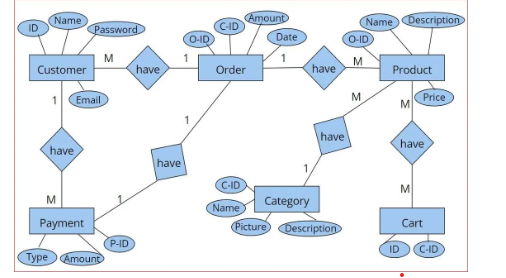 ID
Name
Password
O-ID
C-ID
Amount
Date
Name
Description
O-ID
Customer
M
have
1
Order
1
have
M
Product
1
Email
1
M
M
Price
have
have
have
have
M
1
1
M
C-ID
Name
Category
Picture
Description
Payment
P-ID
Type
Amount
Cart
ID
C-ID